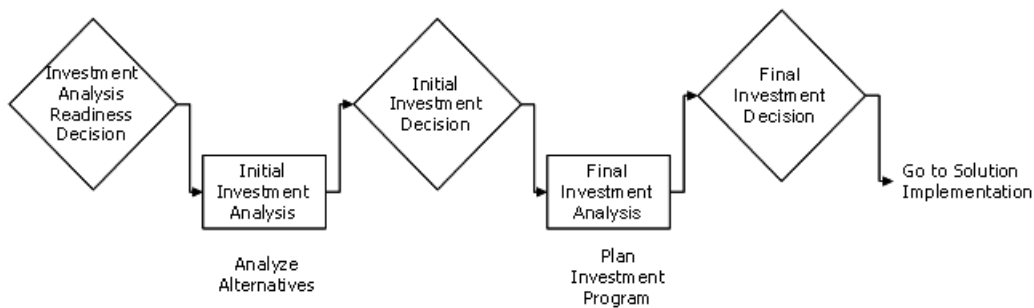 Investment
Analysis
Readiness
Decision
Initial
Investment
Analysis
Analyze
Alternatives
Initial
Investment
Decision
Final
Investment
Analysis
Plan
Investment
Program
Final
Investment
Decision
Go to Solution
Implementation